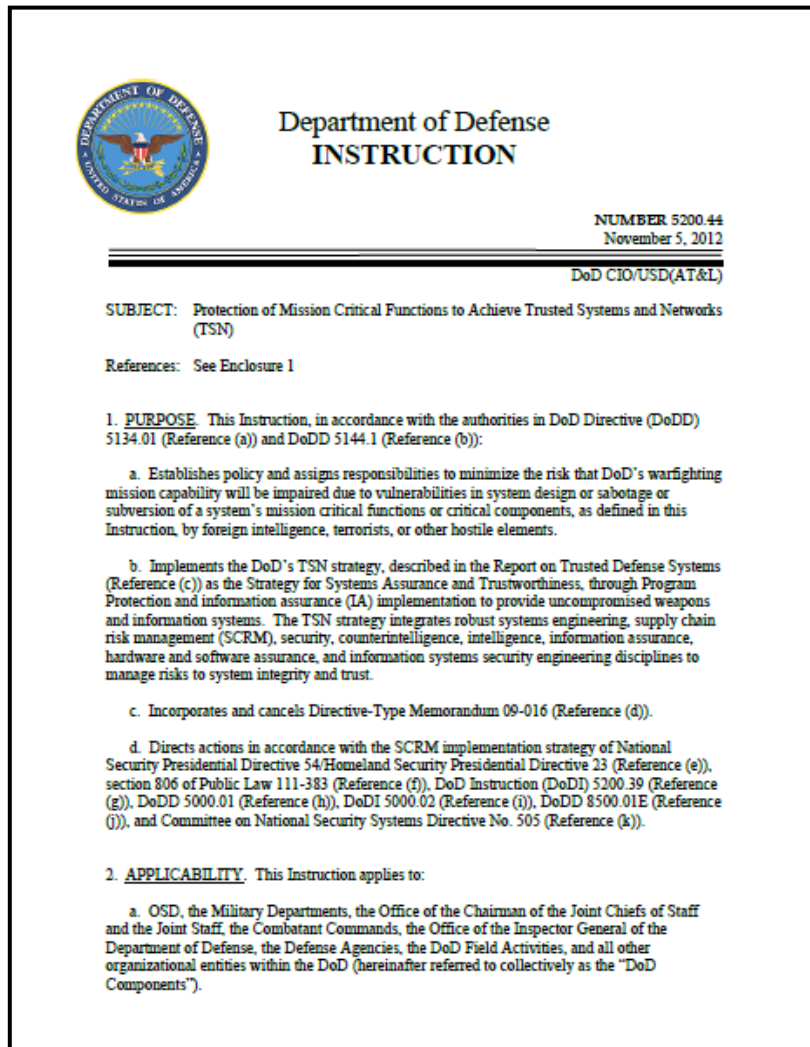 DEPARTMENT OF DEFENSE
UNITED STATES OF AMERICA
Department of Defense
INSTRUCTION
NUMBER 5200.44
November 5, 2012
DoD CIO/USD(AT&L)
SUBJECT: Protection of Mission Critical Functions to Achieve Trusted Systems and Networks
(TSN)
References: See Enclosure 1
1. PURPOSE. This Instruction, in accordance with the authorities in DoD Directive (DoDD)
5134.01 (Reference (a)) and DoDD 5144.1 (Reference (b)):
a. Establishes policy and assigns responsibilities to minimize the risk that DoD's warfighting
mission capability will be impaired due to vulnerabilities in system design or sabotage or
subversion of a system's mission critical functions or critical components, as defined in this
Instruction, by foreign intelligence, terrorists, or other hostile elements.
b. Implements the DoD's TSN strategy, described in the Report on Trusted Defense Systems
(Reference (c)) as the Strategy for Systems Assurance and Trustworthiness, through Program
Protection and information assurance (IA) implementation to provide uncompromised weapons
and information systems. The TSN strategy integrates robust systems engineering, supply chain
risk management (SCRM), security, counterintelligence, intelligence, information assurance,
hardware and software assurance, and information systems security engineering disciplines to
manage risks to system integrity and trust.
c. Incorporates and cancels Directive-Type Memorandum 09-016 (Reference (d)).
d. Directs actions in accordance with the SCRM implementation strategy of National
Security Presidential Directive 54/Homeland Security Presidential Directive 23 (Reference (e)),
section 806 of Public Law 111-383 (Reference (f)), DoD Instruction (DoDI) 5200.39 (Reference
(g)), DoDD 5000.01 (Reference (h)), DoDI 5000.02 (Reference (i)), DoDD 8500.01E (Reference
(j)), and Committee on National Security Systems Directive No. 505 (Reference (k)).
2. APPLICABILITY. This Instruction applies to:
a. OSD, the Military Departments, the Office of the Chairman of the Joint Chiefs of Staff
and the Joint Staff, the Combatant Commands, the Office of the Inspector General of the
Department of Defense, the Defense Agencies, the DoD Field Activities, and all other
organizational entities within the DoD (hereinafter referred to collectively as the "DoD
Components").